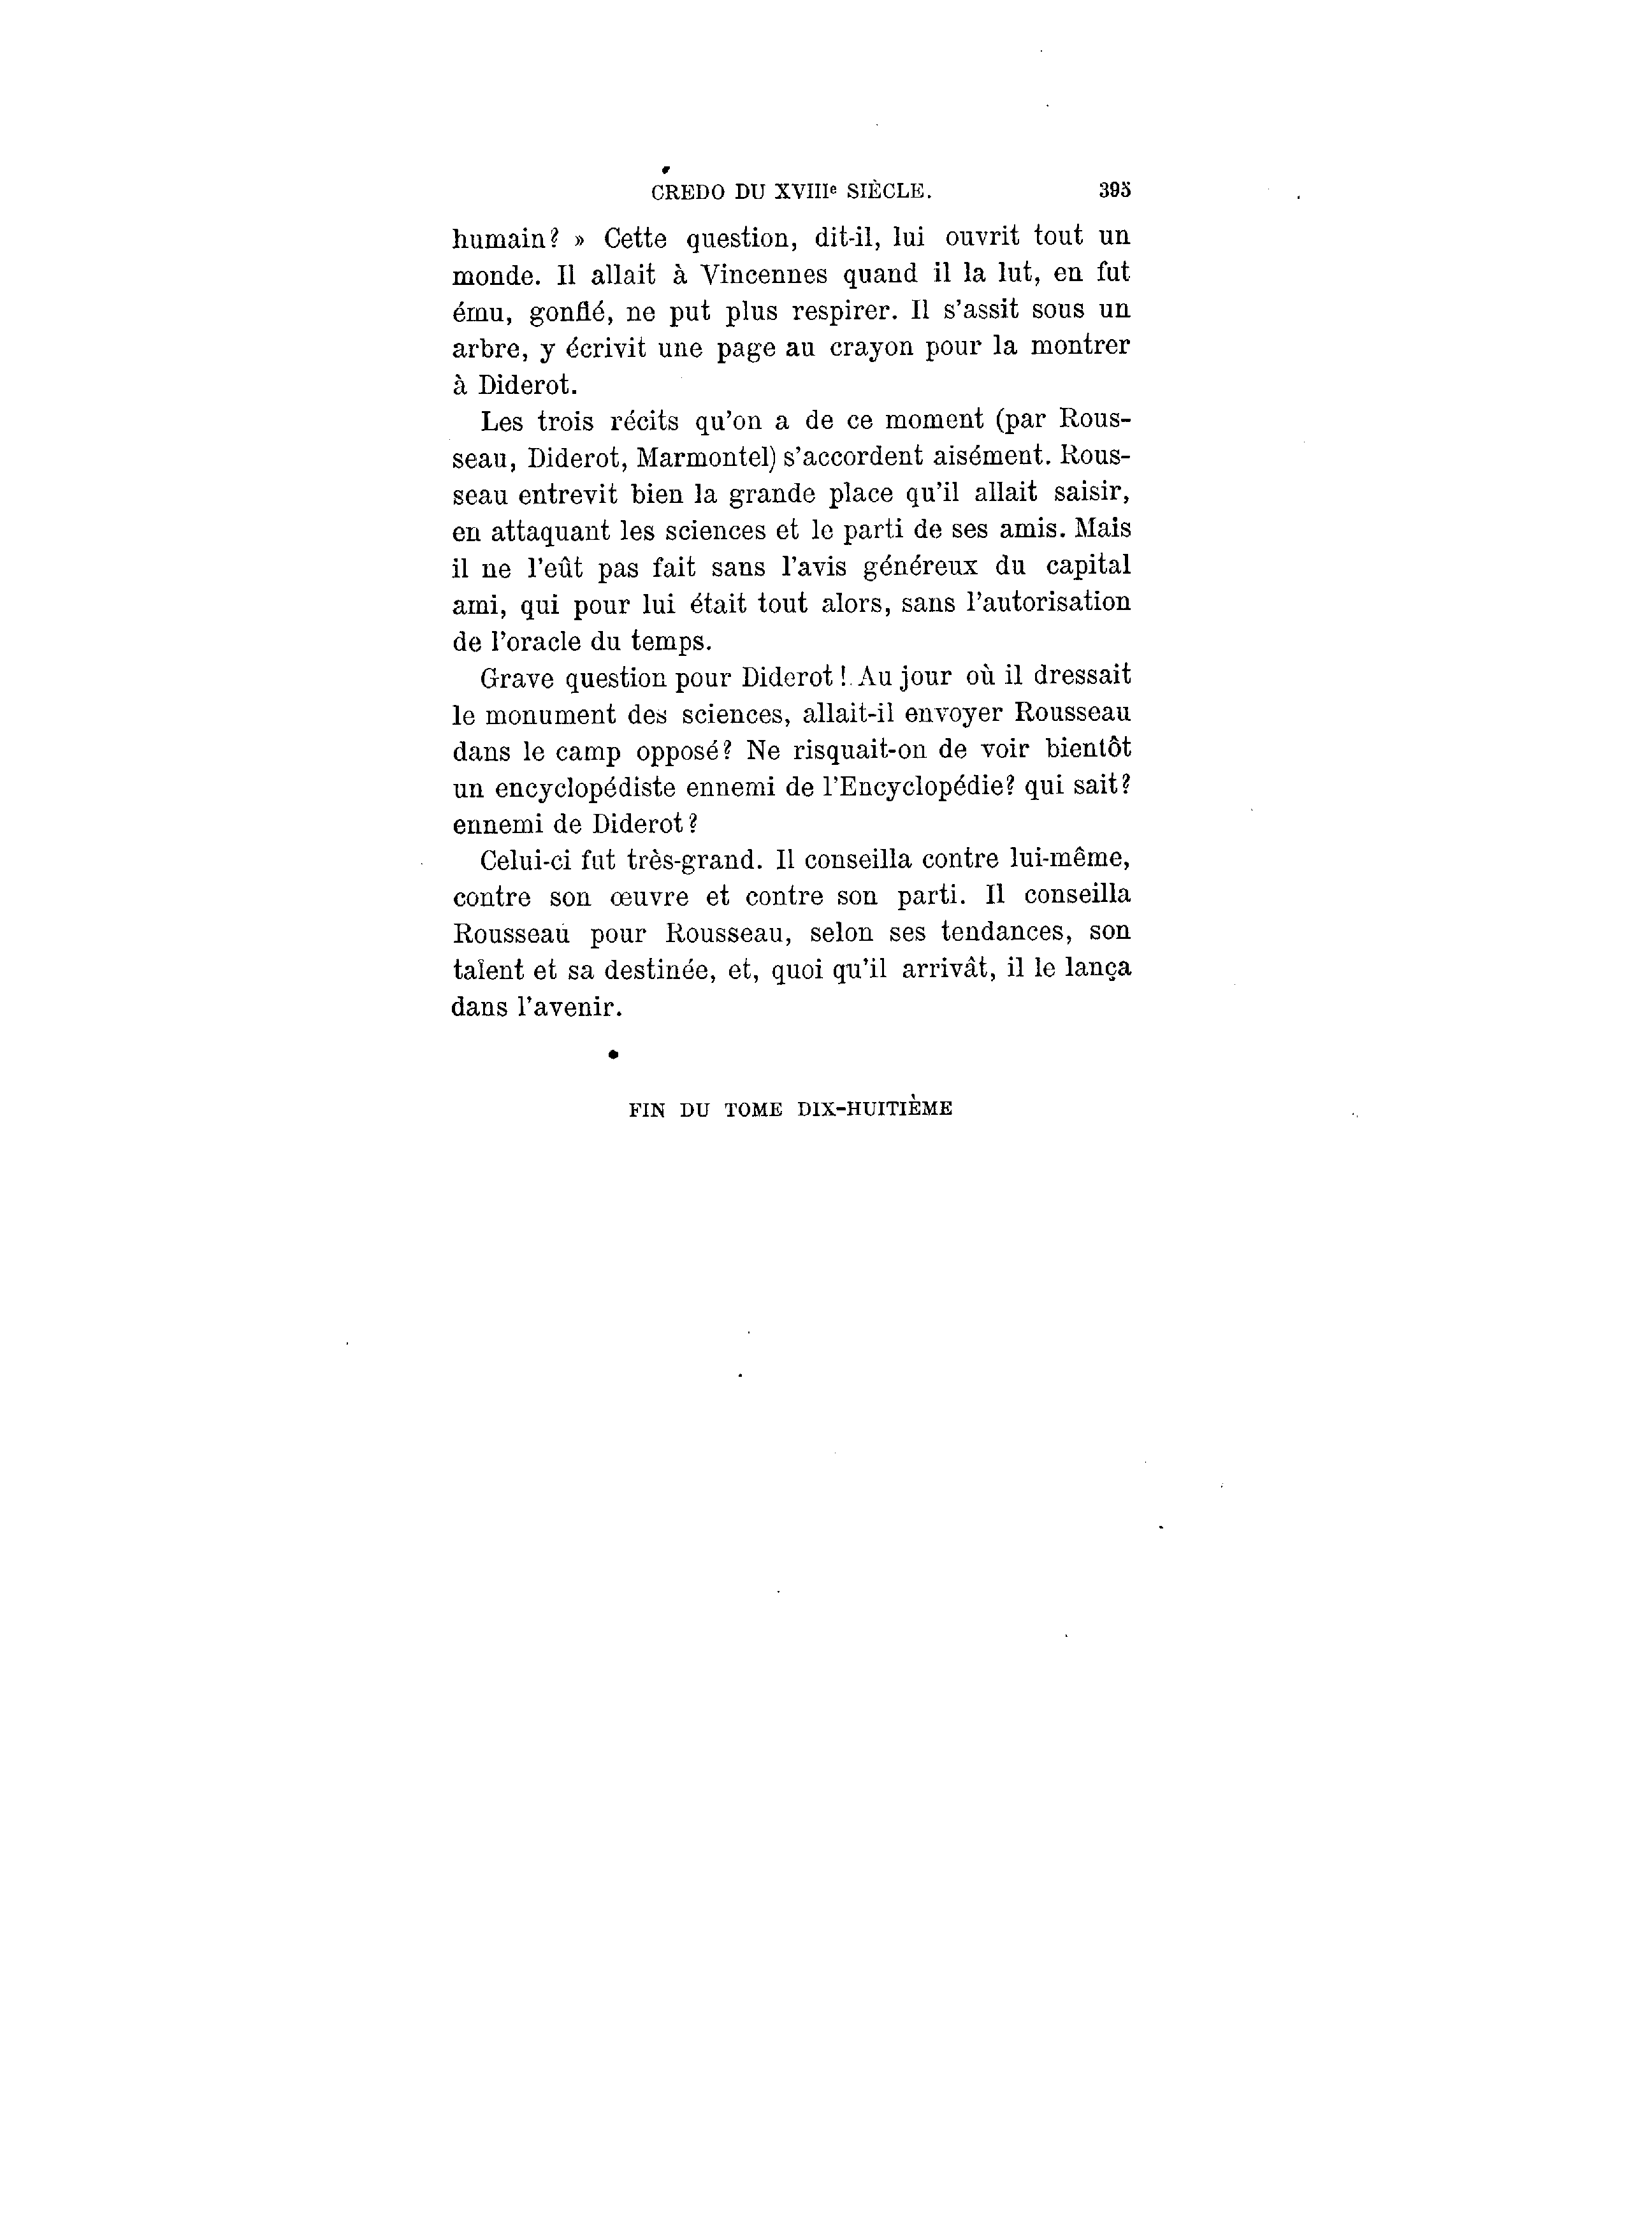 CREDO DU XVIIIe SIÈCLE. 395
humain? » Cette question, dit-il, lui ouvrit tout un
monde. Il allait à Vincennes quand il la lut, en fut
ému, gonflé, ne put plus respirer. Il s'assit sous un
arbre, y écrivit une page au crayon pour la montrer
à Diderot.
Les trois récits qu'on a de ce moment (par Rous-
seau, Diderot, Marmontel) s'accordent aisément. Rous-
seau entrevit bien la grande place qu'il allait saisir,
en attaquant les sciences et le parti de ses amis. Mais
il ne l'eût pas fait sans l'avis généreux du capital
ami, qui pour lui était tout alors, sans l'autorisation
de l'oracle du temps.
Grave question pour Diderot! Au jour où il dressait
le monument des sciences, allait-il envoyer Rousseau
dans le camp opposé? Ne risquait-on de voir bientôt
un encyclopédiste ennemi de l'Encyclopédie? qui sait?
ennemi de Diderot?
Celui-ci fut très-grand. Il conseilla contre lui-même,
contre son œuvre et contre son parti. Il conseilla
Rousseau pour Rousseau, selon ses tendances, son
talent et sa destinée, et, quoi qu'il arrivât, il le lança
dans l'avenir.
FIN DU TOME DIX-HUITIÈME